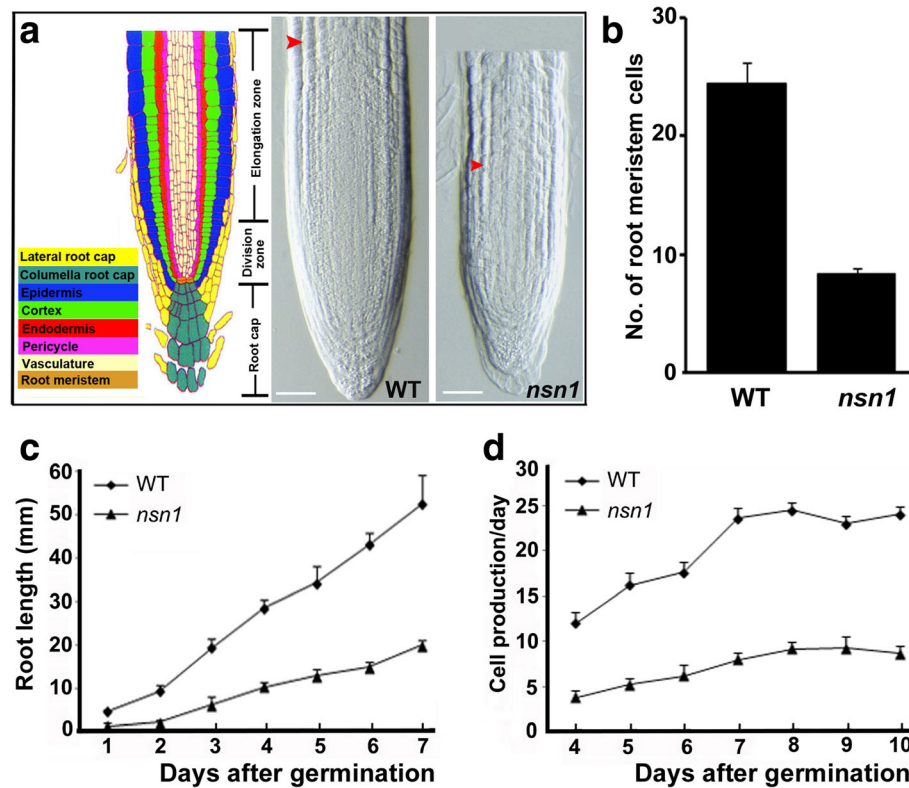 a
Lateral root cap
Columella root cap
Epidermis
Cortex
Endodermis
Pericycle
Vasculature
Root meristem
Elongation zone
Division
zone
Root cap
WT
nsn1
b
No. of root meristem cells
30
20
10
0
WT
nsn1
c
WT
nsn1
Root length (mm)
60
50
40
30
20
10
0
1 2 3 4 5 6 7
Days after germination
d
WT
nsn1
Cell production/day
30
25
20
15
10
5
0
4 5 6 7 8 9 10
Days after germination